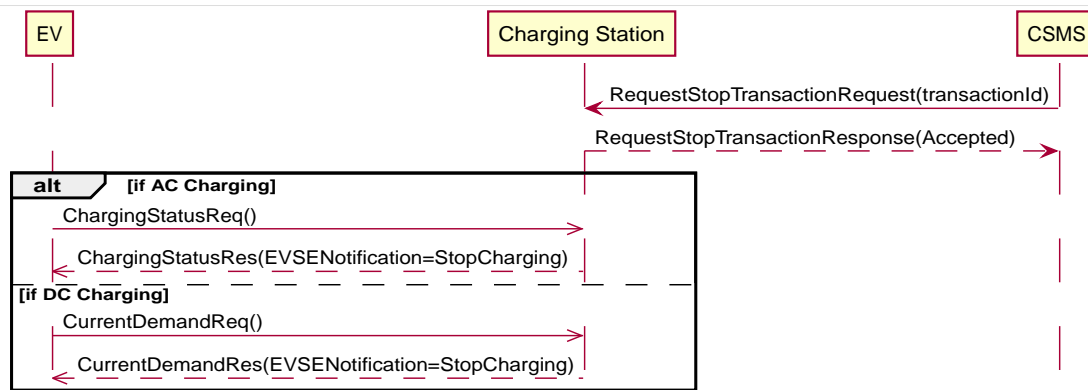 EV
Charging Station
CSMS
RequestStopTransactionRequest(transactionId)
RequestStopTransactionResponse(Accepted)
alt [if AC Charging]
ChargingStatusReq()
ChargingStatusRes(EVSENotification=StopCharging)
[if DC Charging]
CurrentDemandReq()
CurrentDemandRes(EVSENotification=StopCharging)